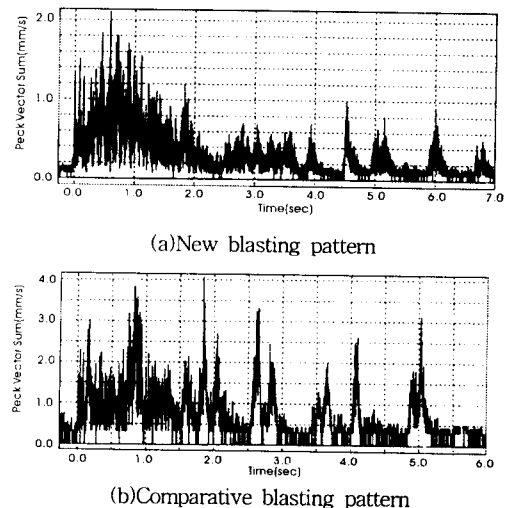 Peck Vector Sum(mm/s)
2.0
1.0
0.0
0.0 1.0 2.0 3.0 4.0 5.0 6.0 7.0
Time(sec)
(a)New blasting pattern
Peck Vector Sum(mm/s)
4.0
3.0
2.0
1.0
0.0
0.0 1.0 2.0 3.0 4.0 5.0 6.0
Time(sec)
(b)Comparative blasting pattern